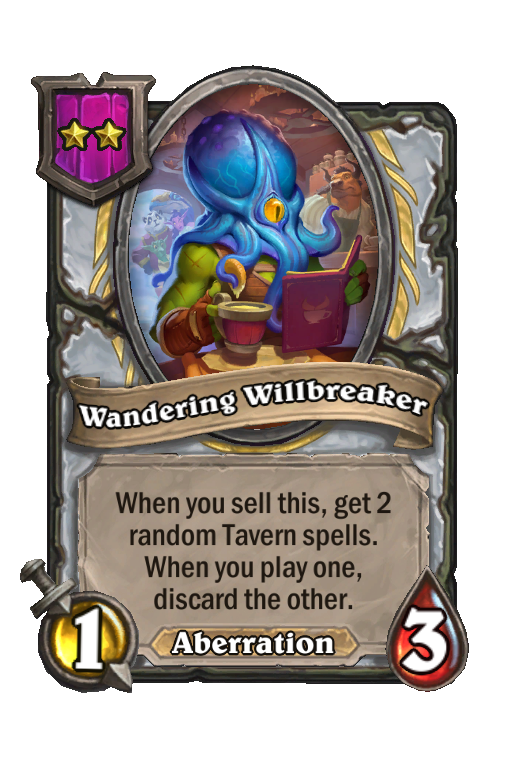 Wandering Willbreaker
When you sell this, get 2
random Tavern spells.
When you play one,
discard the other.
1
Aberration
3